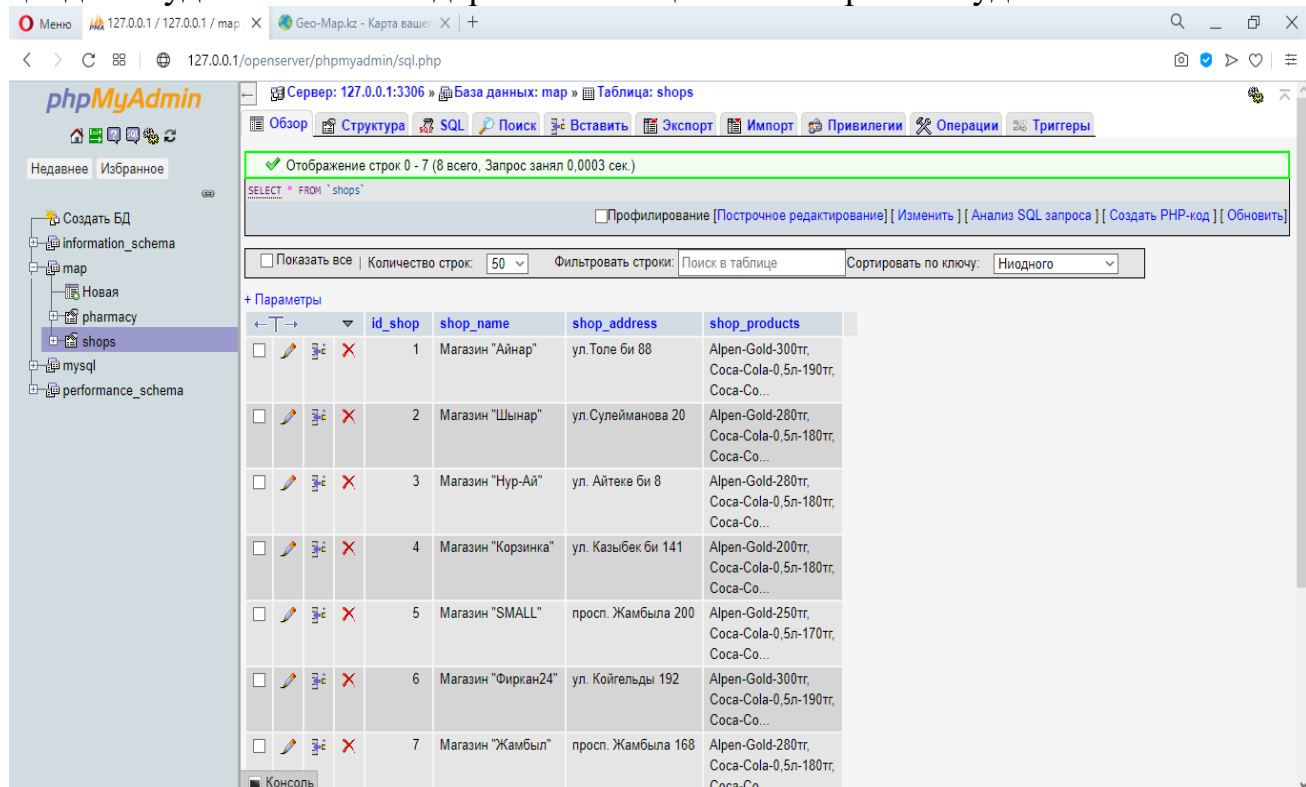 Меню
127.0.0.1 / 127.0.0.1 / map
Geo-Map.kz - Карта вашег
127.0.0.1/openserver/phpmyadmin/sql.php
phpMyAdmin
Недавнее Избранное
Создать БД
information_schema
map
Новая
pharmacy
shops
mysql
performance_schema
Сервер: 127.0.0.1:3306 » База данных: map » Таблица: shops
Обзор Структура SQL Поиск Вставить Экспорт Импорт Привилегии Операции Триггеры
Отображение строк 0 - 7 (8 всего, Запрос занял 0,0003 сек.)
SELECT * FROM `shops`
Профилирование [Построчное редактирование] [ Изменить ] [ Анализ SQL запроса ] [ Создать PHP-код ] [ Обновить]
Показать все | Количество строк: 50 Фильтровать строки: Поиск в таблице Сортировать по ключу: Ниодного
+ Параметры
←T→ id_shop shop_name shop_address shop_products
1 Магазин "Айнар" ул.Толе би 88 Alpen-Gold-300тг,
Coca-Cola-0,5л-190тг,
Coca-Co...
2 Магазин "Шынар" ул.Сулейманова 20 Alpen-Gold-280тг,
Coca-Cola-0,5л-180тг,
Coca-Co...
3 Магазин "Нур-Ай" ул. Айтеке би 8 Alpen-Gold-280тг,
Coca-Cola-0,5л-180тг,
Coca-Co...
4 Магазин "Корзинка" ул. Казыбек би 141 Alpen-Gold-200тг,
Coca-Cola-0,5л-180тг,
Coca-Co...
5 Магазин "SMALL" просп. Жамбыла 200 Alpen-Gold-250тг,
Coca-Cola-0,5л-170тг,
Coca-Co...
6 Магазин "Фиркан24" ул. Койгельды 192 Alpen-Gold-300тг,
Coca-Cola-0,5л-190тг,
Coca-Co...
7 Магазин "Жамбыл" просп. Жамбыла 168 Alpen-Gold-280тг,
Coca-Cola-0,5л-180тг,
Coca-Co
Консоль